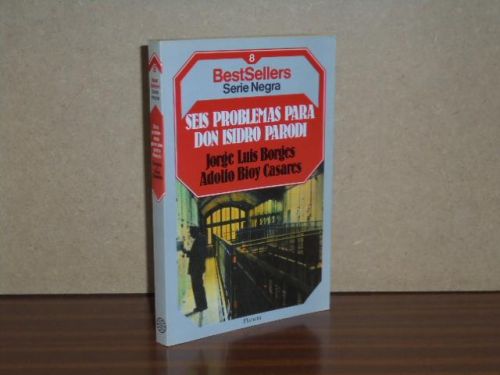 8
BestSellers
Serie Negra
SEIS PROBLEMAS PARA
DON ISIDRO PARODI
Jorge Luis Borges
Adolfo Bioy Casares
Planeta